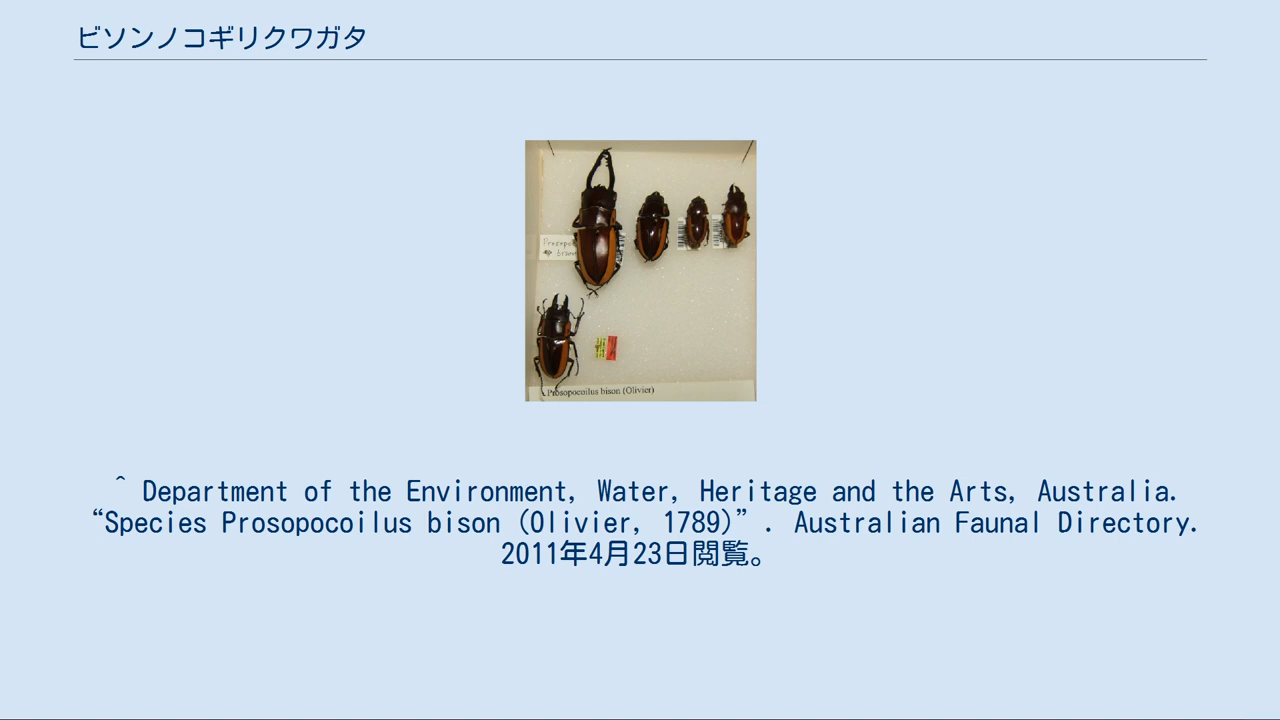 ビソンノコギリクワガタ
Prosopocoilus bison (Olivier)
^ Department of the Environment, Water, Heritage and the Arts, Australia.
“Species Prosopocoilus bison (Olivier, 1789)”. Australian Faunal Directory.
2011年4月23日閲覧。